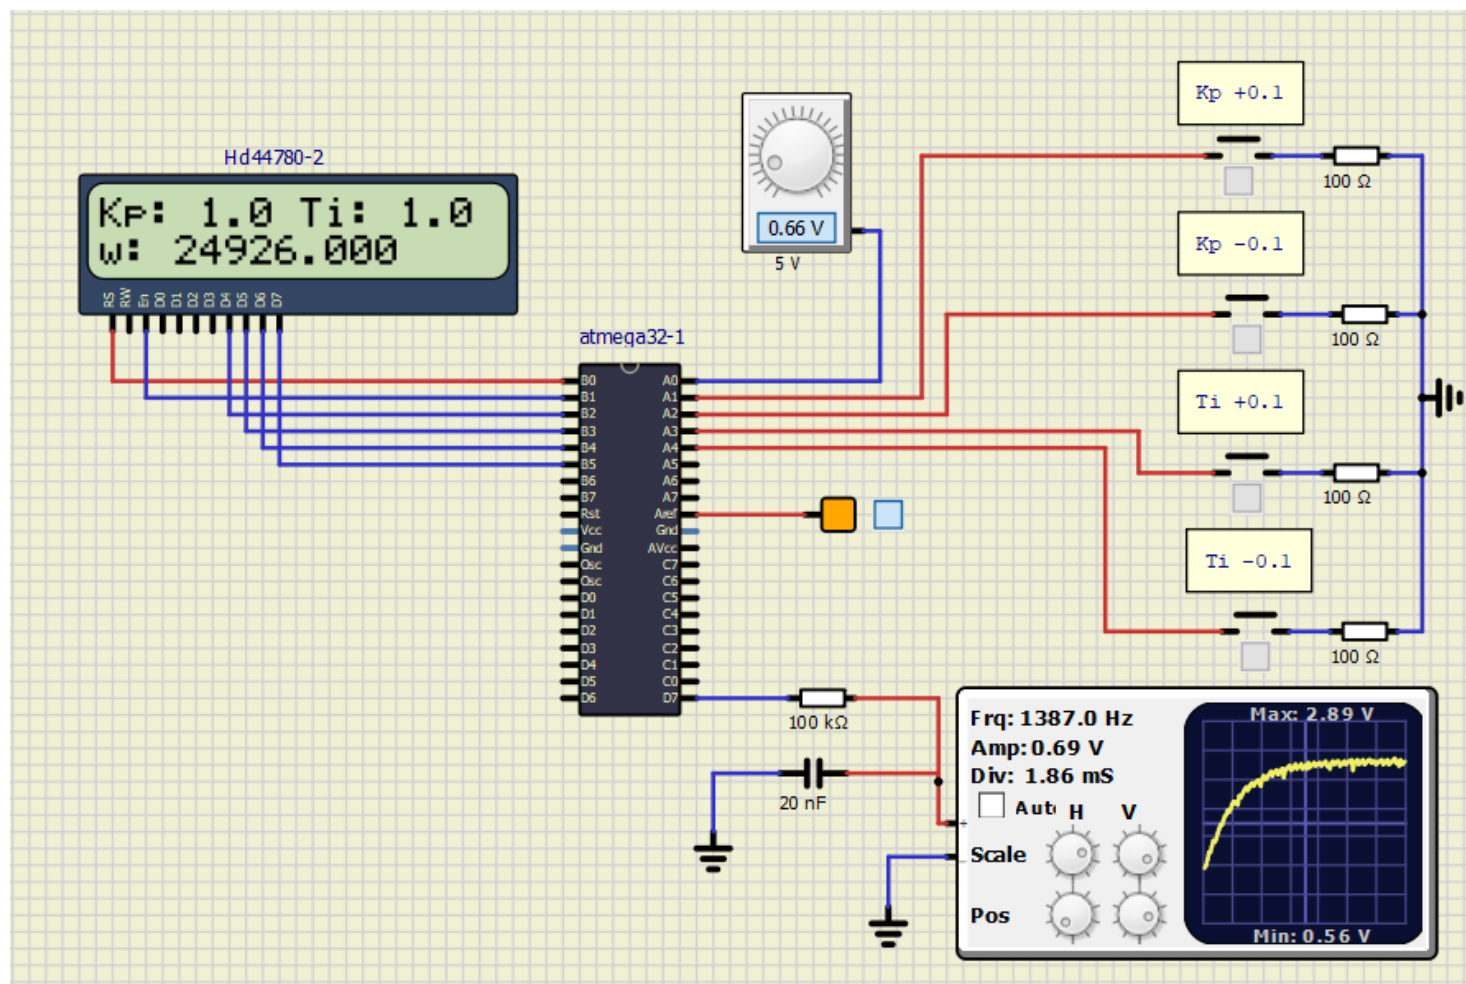 Hd44780-2
Kp: 1.0 Ti: 1.0
w: 24926.000
RS RW En D0 D1 D2 D3 D4 D5 D6 D7
0.66 V
5 V
Kp +0.1
100 Ω
Kp -0.1
100 Ω
Ti +0.1
100 Ω
Ti -0.1
100 Ω
atmega32-1
B0 A0
B1 A1
B2 A2
B3 A3
B4 A4
B5 A5
B6 A6
B7 A7
Rst Aref
Vcc Gnd
Gnd AVcc
Osc C7
Osc C6
D0 C5
D1 C4
D2 C3
D3 C2
D4 C1
D5 C0
D6 D7
100 kΩ
20 nF
Frq: 1387.0 Hz
Amp: 0.69 V
Div: 1.86 mS
Auto H V
+
Scale
-
Pos
Max: 2.89 V
Min: 0.56 V